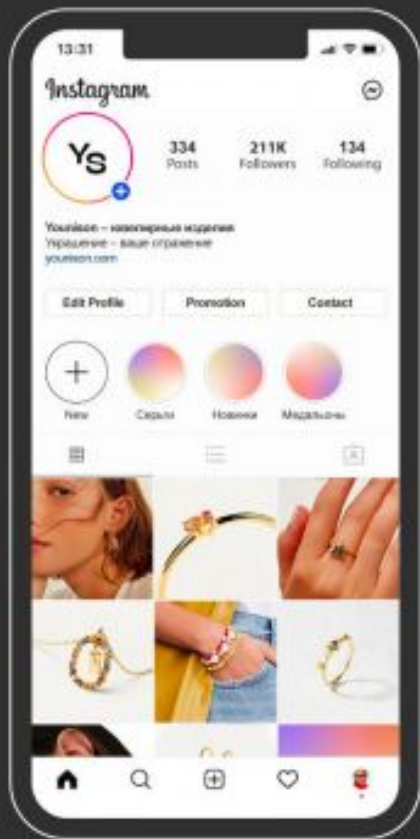 13:31
Instagram
YS
334 211K 134
Posts Followers Following
Younison – ювелирные изделия
Украшение – ваше отражение
younison.com
Edit Profile Promotion Contact
New Серьги Новинки Медальоны